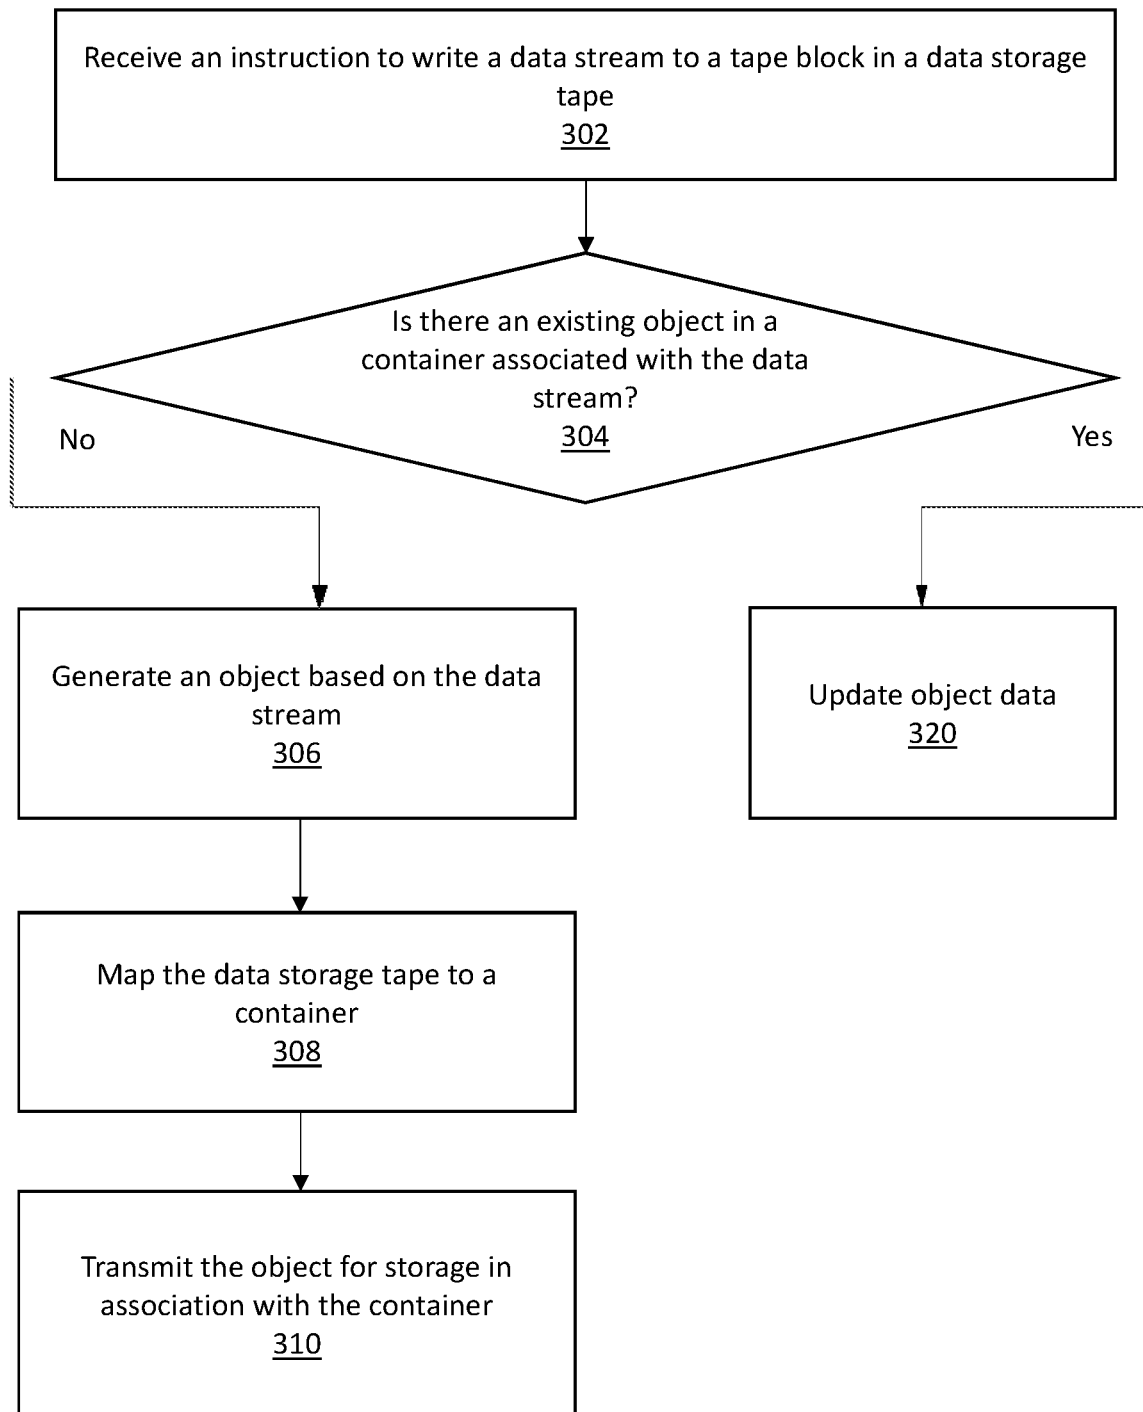 Receive an instruction to write a data stream to a tape block in a data storage
tape
302
Is there an existing object in a
container associated with the data
stream?
304
No
Yes
Generate an object based on the data
stream
306
Update object data
320
Map the data storage tape to a
container
308
Transmit the object for storage in
association with the container
310